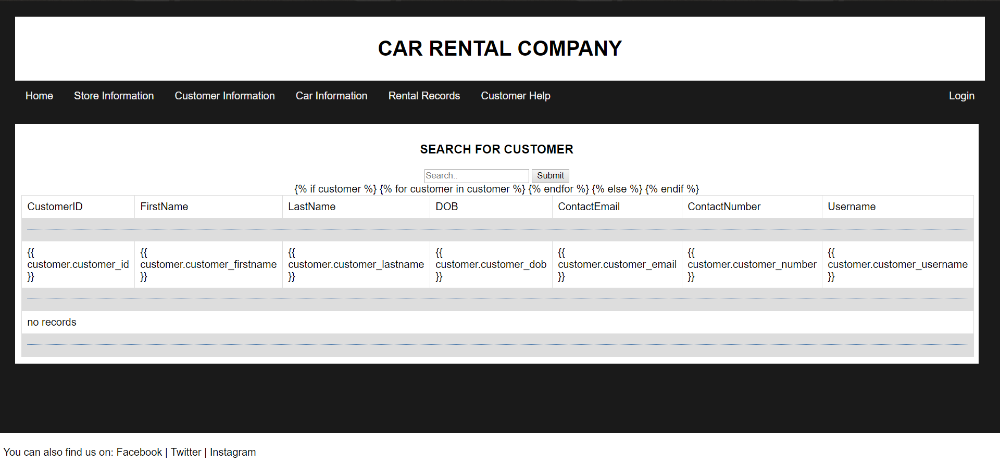 CAR RENTAL COMPANY
Home Store Information Customer Information Car Information Rental Records Customer Help Login
SEARCH FOR CUSTOMER
Search.. Submit
{% if customer %} {% for customer in customer %} {% endfor %} {% else %} {% endif %}
CustomerID FirstName LastName DOB ContactEmail ContactNumber Username
{{ {{ {{ {{ {{ {{ {{
customer.customer_id customer.customer_firstname customer.customer_lastname customer.customer_dob customer.customer_email customer.customer_number customer.customer_username
}} }} }} }} }} }} }}
no records
You can also find us on: Facebook | Twitter | Instagram